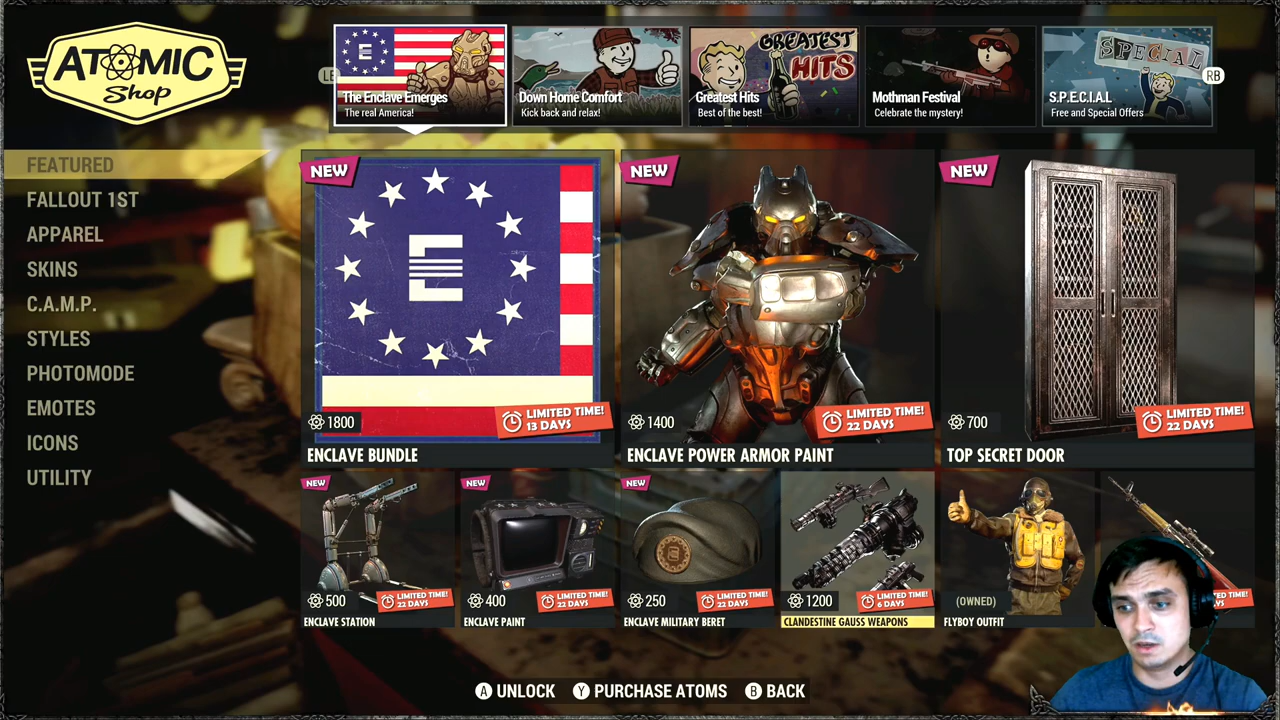 ATOMIC
Shop
LB
The Enclave Emerges
The real America!
Down Home Comfort
Kick back and relax!
GREATEST
HITS
Greatest Hits
Best of the best!
Mothman Festival
Celebrate the mystery!
SPECIAL
S.P.E.C.I.A.L
Free and Special Offers
RB
FEATURED
FALLOUT 1ST
APPAREL
SKINS
C.A.M.P.
STYLES
PHOTOMODE
EMOTES
ICONS
UTILITY
NEW
E
1800
LIMITED TIME!
13 DAYS
ENCLAVE BUNDLE
NEW
1400
LIMITED TIME!
22 DAYS
ENCLAVE POWER ARMOR PAINT
NEW
700
LIMITED TIME!
22 DAYS
TOP SECRET DOOR
NEW
500
LIMITED TIME!
22 DAYS
ENCLAVE STATION
NEW
400
LIMITED TIME!
22 DAYS
ENCLAVE PAINT
NEW
E
250
LIMITED TIME!
22 DAYS
ENCLAVE MILITARY BERET
1200
LIMITED TIME!
6 DAYS
CLANDESTINE GAUSS WEAPONS
(OWNED)
FLYBOY OUTFIT
A UNLOCK
Y PURCHASE ATOMS
B BACK